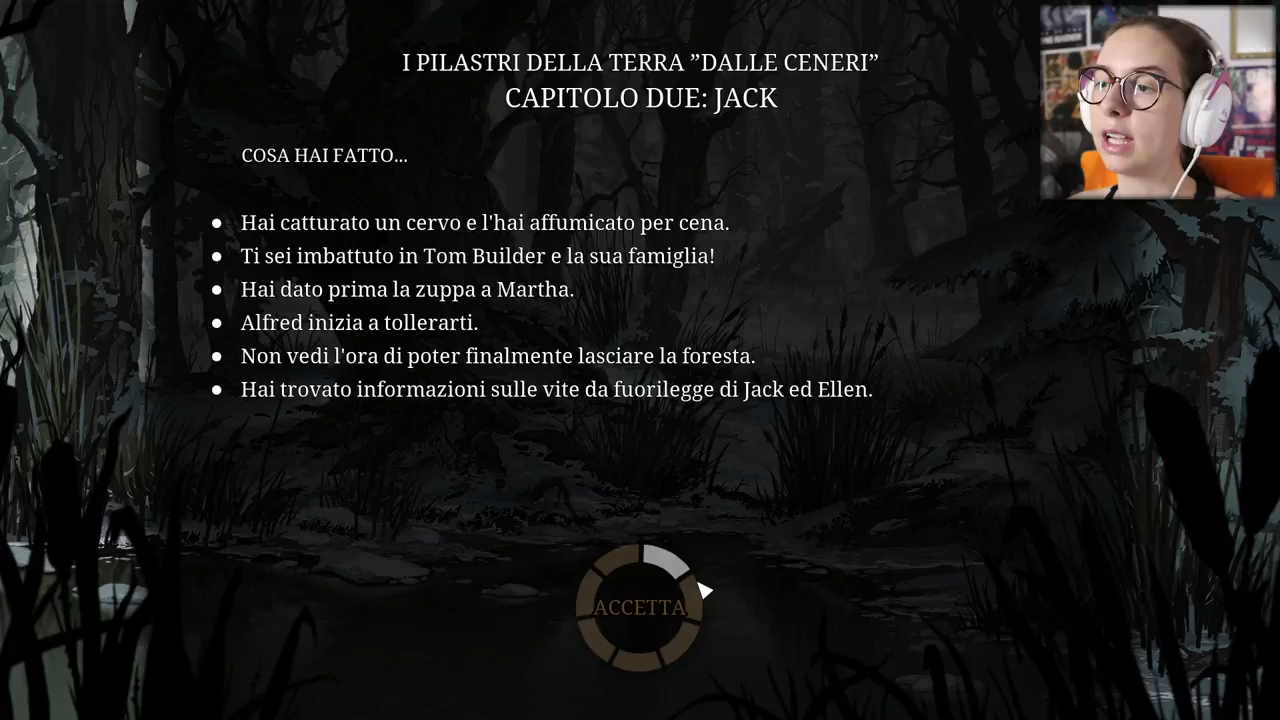 I PILASTRI DELLA TERRA ”DALLE CENERI”
CAPITOLO DUE: JACK
COSA HAI FATTO...
Hai catturato un cervo e l'hai affumicato per cena.
Ti sei imbattuto in Tom Builder e la sua famiglia!
Hai dato prima la zuppa a Martha.
Alfred inizia a tollerarti.
Non vedi l'ora di poter finalmente lasciare la foresta.
Hai trovato informazioni sulle vite da fuorilegge di Jack ed Ellen.
ACCETTA